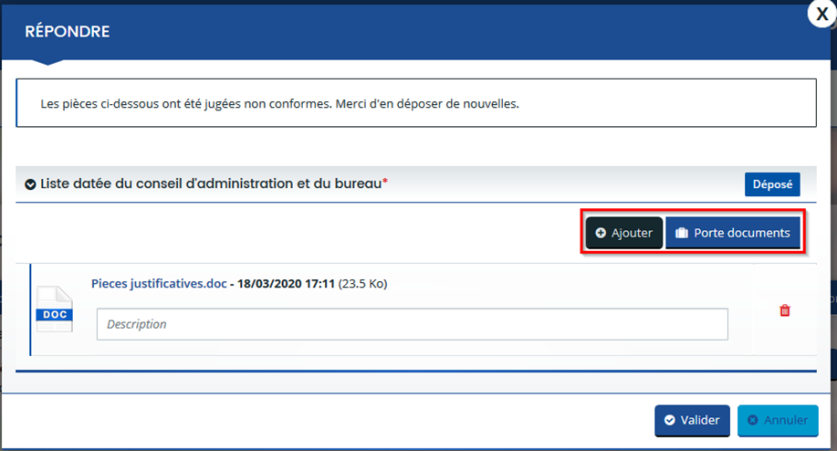 X
RÉPONDRE
Les pièces ci-dessous ont été jugées non conformes. Merci d'en déposer de nouvelles.
Liste datée du conseil d'administration et du bureau*
Déposé
Ajouter
Porte documents
Pieces justificatives.doc - 18/03/2020 17:11 (23.5 Ko)
DOC
Description
Valider
Annuler